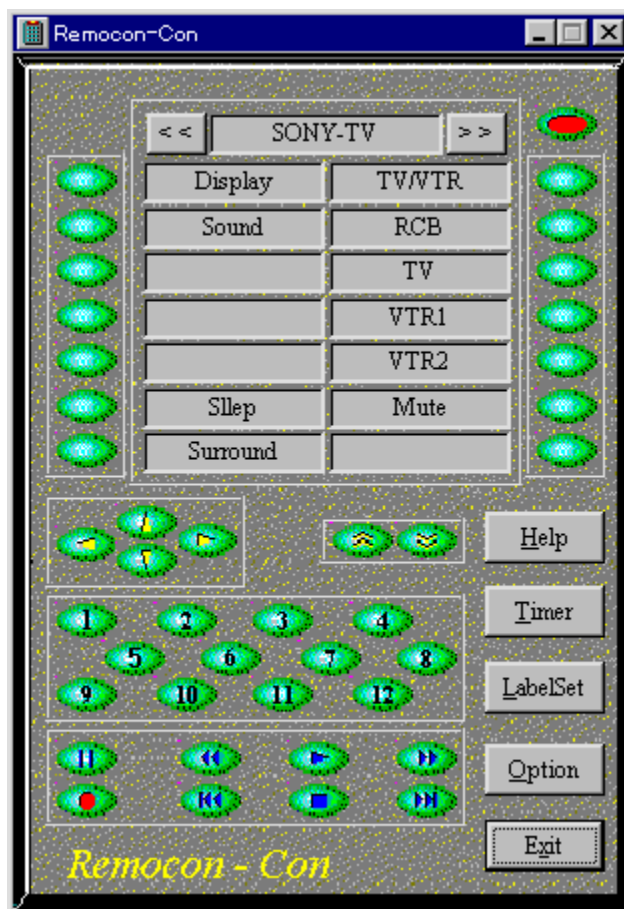 Remocon-Con
<< SONY-TV >>
Display TV/VTR
Sound RCB
TV
VTR1
VTR2
Sllep Mute
Surround
Help
1 2 3 4
Timer
5 6 7 8
9 10 11 12
LabelSet
Option
Exit
Remocon - Con